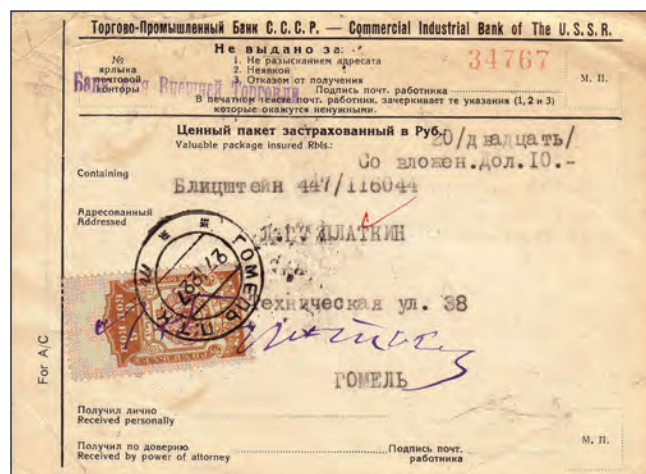 Торгово-Промышленный Банк С.С.С.Р. — Commercial Industrial Bank of The U.S.S.R.
Не выдано за:
№ ярлыка почтовой конторы
1. Не разысканием адресата
2. Неявкой
3. Отказом от получения
34767
М. П.
Внешней Торговли
Подпись почт. работника
В печатном тексте почт. работник зачеркивает те указания (1, 2 и 3)
которые окажутся ненужными.
Ценный пакет застрахованный в Руб. 20/двадцать/
Valuable package insured Rbls.:
Со вложен.Дол.10.-
Containing
Блицштейн 447/116044
Адресованный
Addressed
ПЛАТКИН
ГОМЕЛЬ П.Т.К.
Техническая ул. 38
For A/C
ГОМЕЛЬ
Получил лично
Received personally
Получил по доверию
Received by power of attorney
Подпись почт. работника
М. П.